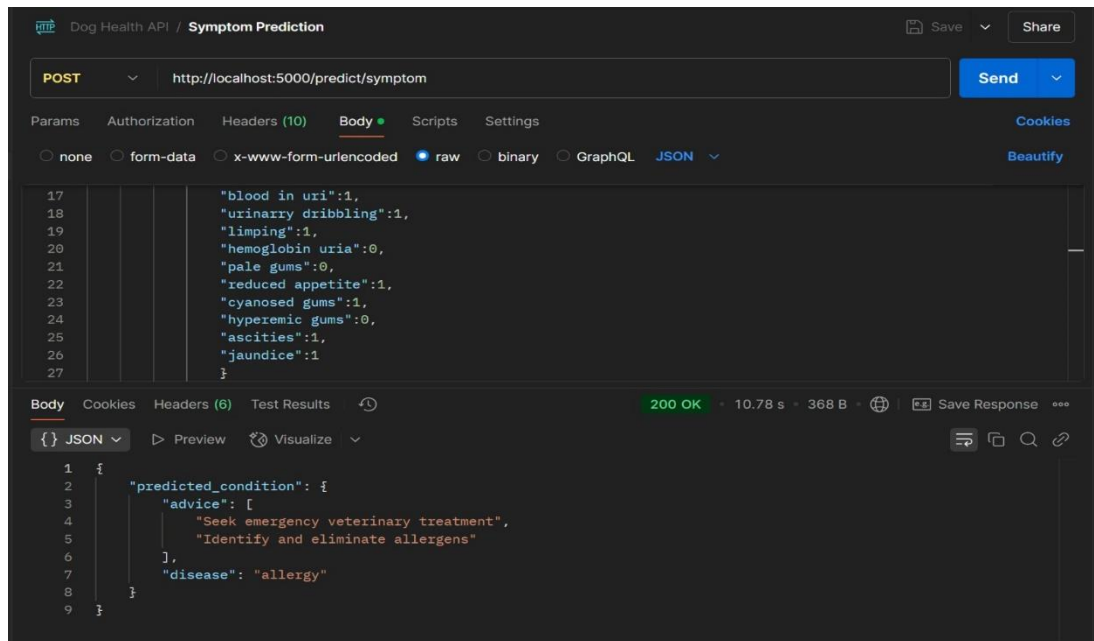 HTTP Dog Health API / Symptom Prediction Save Share
POST http://localhost:5000/predict/symptom Send
Params Authorization Headers (10) Body Scripts Settings Cookies
none form-data x-www-form-urlencoded raw binary GraphQL JSON Beautify
17 "blood in uri":1,
18 "urinarry dribbling":1,
19 "limping":1,
20 "hemoglobin uria":0,
21 "pale gums":0,
22 "reduced appetite":1,
23 "cyanosed gums":1,
24 "hyperemic gums":0,
25 "ascities":1,
26 "jaundice":1
27 }
Body Cookies Headers (6) Test Results 200 OK 10.78 s 368 B e.g. Save Response
{} JSON Preview Visualize
1 {
2 "predicted_condition": {
3 "advice": [
4 "Seek emergency veterinary treatment",
5 "Identify and eliminate allergens"
6 ],
7 "disease": "allergy"
8 }
9 }